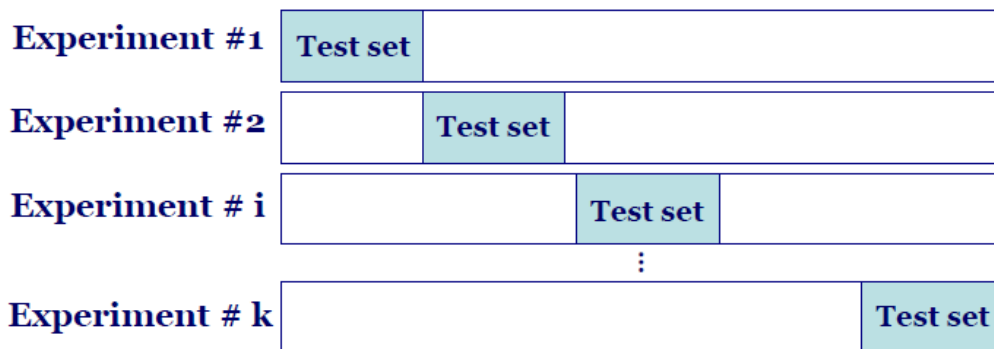 Experiment #1 Test set
Experiment #2 Test set
Experiment # i Test set
⋮
Experiment # k Test set